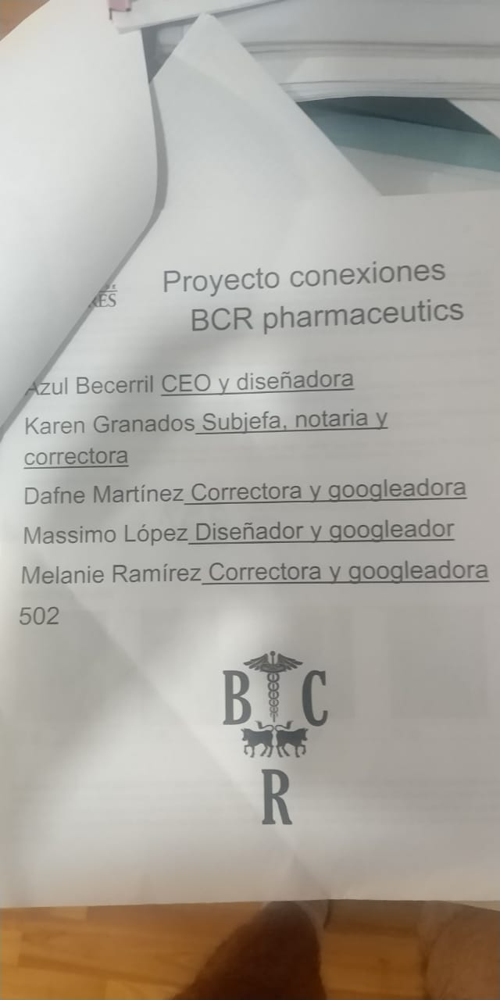 Proyecto conexiones
BCR pharmaceutics
Azul Becerril CEO y diseñadora
Karen Granados Subjefa, notaria y
correctora
Dafne Martínez Correctora y googleadora
Massimo López Diseñador y googleador
Melanie Ramírez Correctora y googleadora
502
B C
R